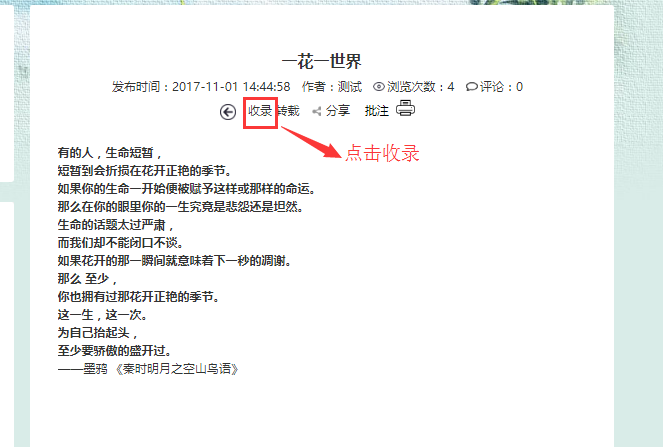 一花一世界
发布时间：2017-11-01 14:44:58 作者：测试 浏览次数：4 评论：0
收录 转载 分享 批注
点击收录
有的人，生命短暂，
短暂到会折损在花开正艳的季节。
如果你的生命一开始便被赋予这样或那样的命运。
那么在你的眼里你的一生究竟是悲怨还是坦然。
生命的话题太过严肃，
而我们却不能闭口不谈。
如果花开的那一瞬间就意味着下一秒的凋谢。
那么 至少，
你也拥有过那花开正艳的季节。
这一生，这一次。
为自己抬起头，
至少要骄傲的盛开过。
——墨鸦 《秦时明月之空山鸟语》